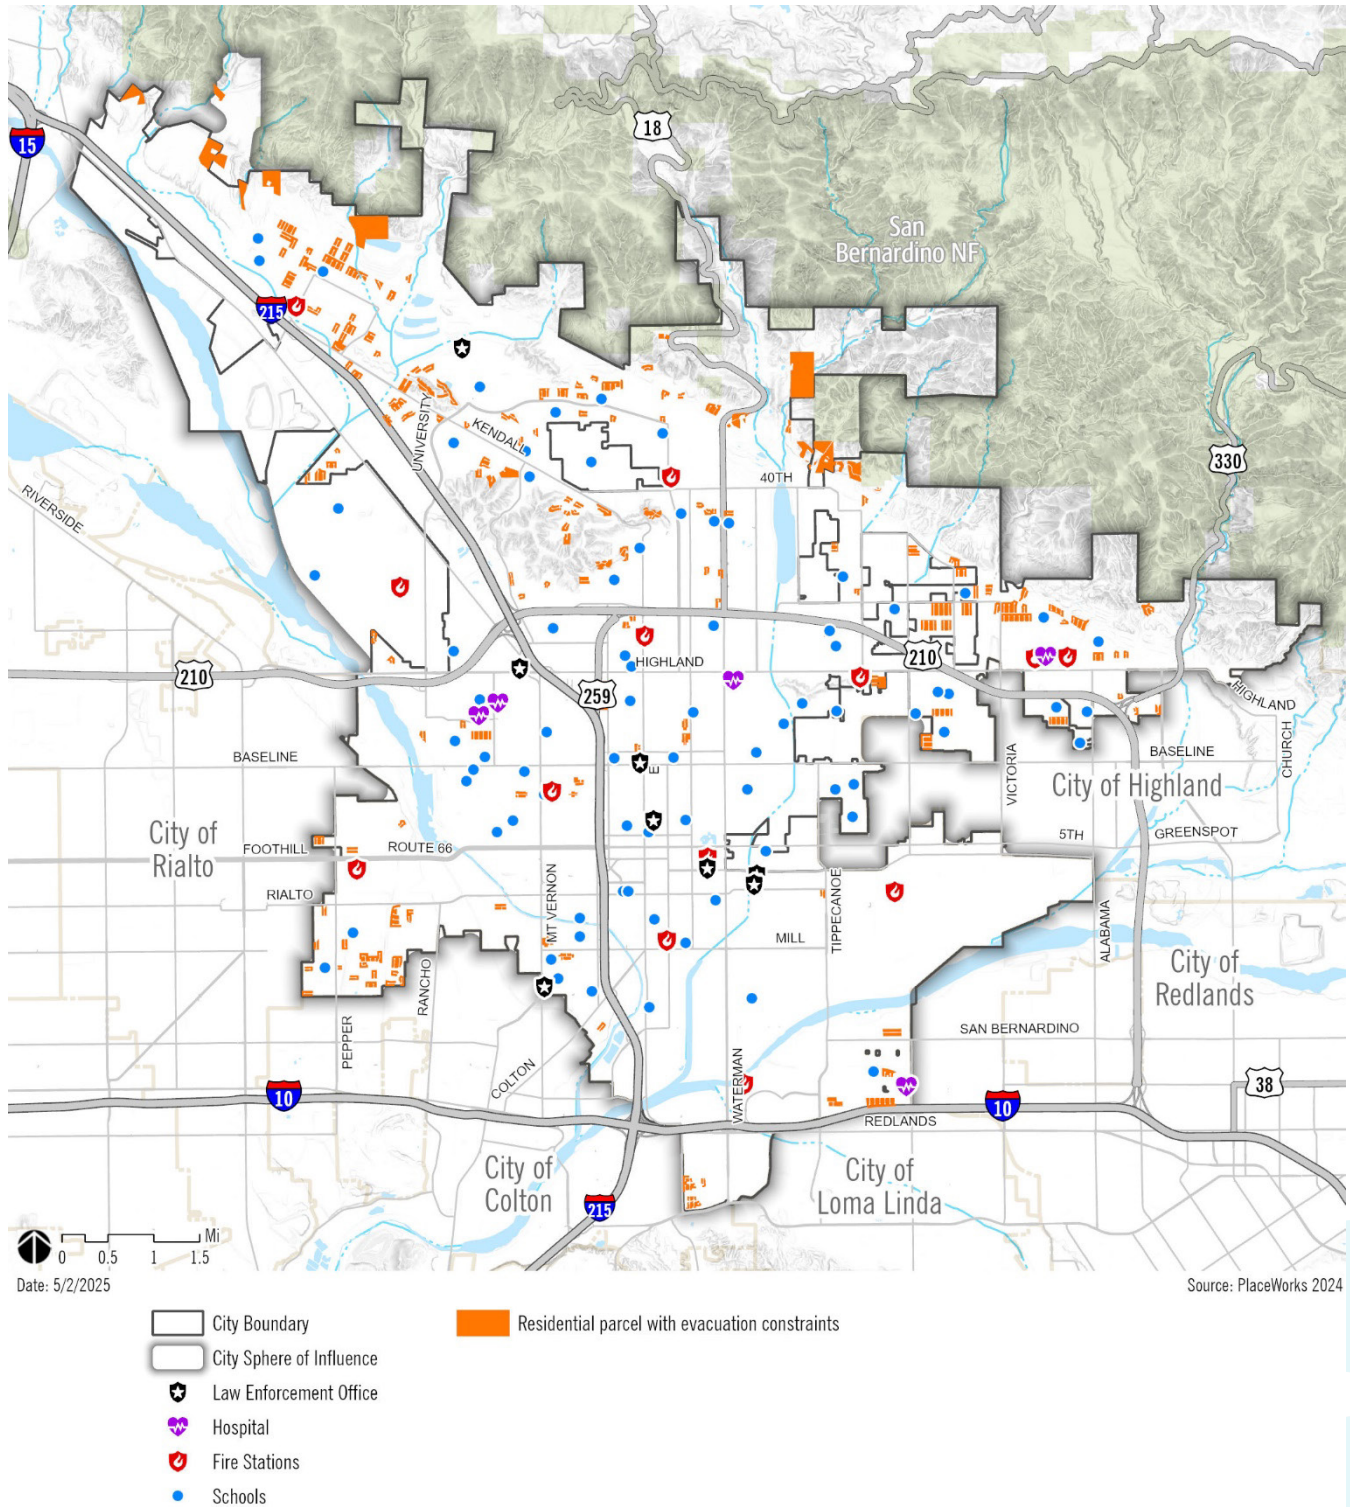 18
15
San
Bernardino NF
215
UNIVERSITY
KENDALL
330
40TH
RIVERSIDE
210
HIGHLAND
210
259
HIGHLAND
BASELINE
E
VICTORIA
BASELINE
CHURCH
City of Highland
City of
Rialto
FOOTHILL
ROUTE 66
5TH
GREENSPOT
RIALTO
MT VERNON
TIPPECANOE
MILL
ALABAMA
City of
Redlands
RANCHO
PEPPER
SAN BERNARDINO
COLTON
WATERMAN
38
10
10
REDLANDS
City of
Colton
City of
Loma Linda
215
Mi
0 0.5 1 1.5
Date: 5/2/2025
Source: PlaceWorks 2024
City Boundary
Residential parcel with evacuation constraints
City Sphere of Influence
Law Enforcement Office
Hospital
Fire Stations
Schools